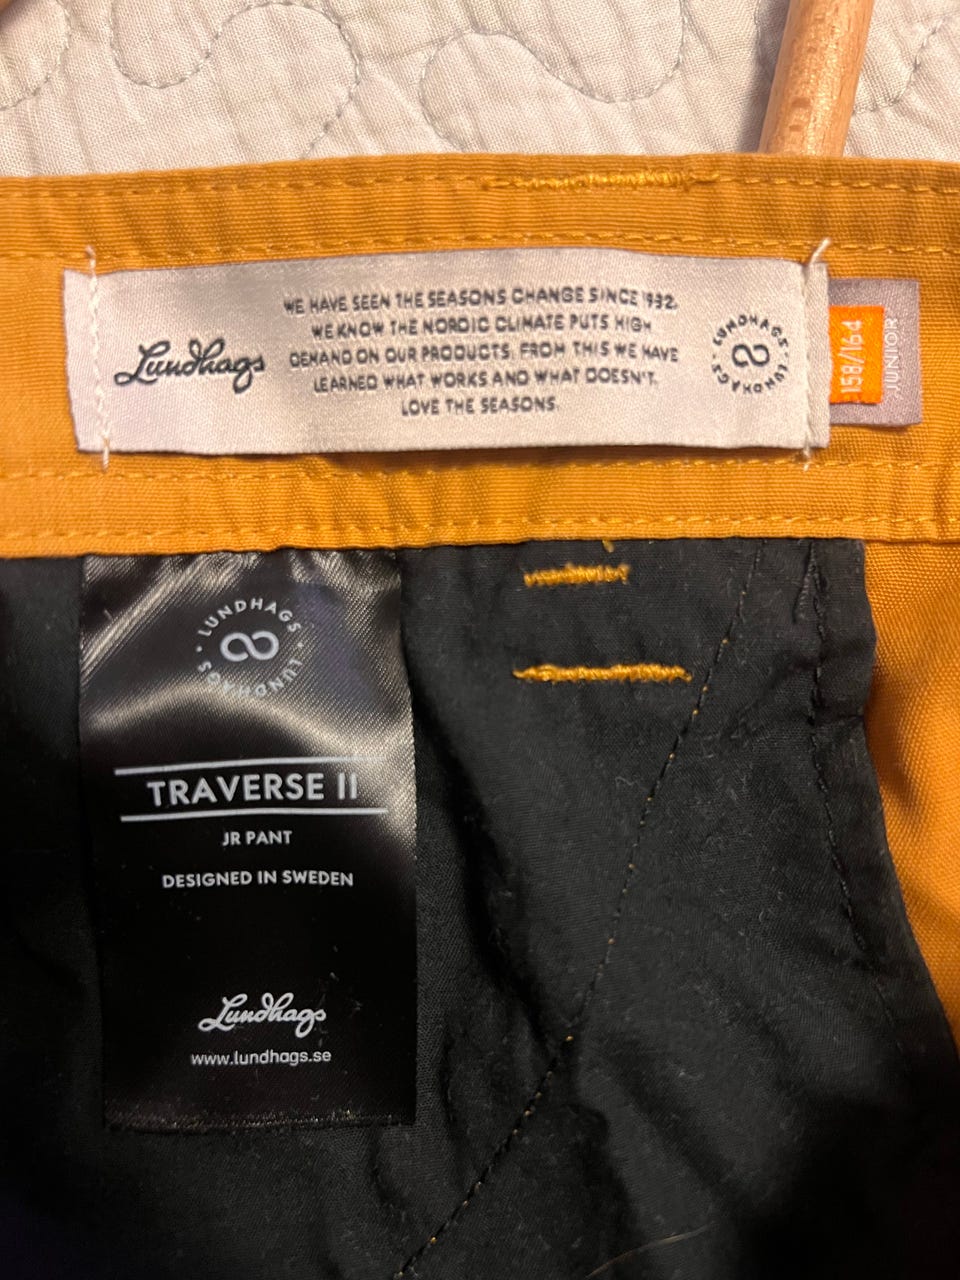 Lundhags
WE HAVE SEEN THE SEASONS CHANGE SINCE 1932.
WE KNOW THE NORDIC CLIMATE PUTS HIGH
DEMAND ON OUR PRODUCTS. FROM THIS WE HAVE
LEARNED WHAT WORKS AND WHAT DOESN'T.
LOVE THE SEASONS.
LUNDHAGS · LUNDHAGS ·
158/164
JUNIOR
LUNDHAGS · LUNDHAGS ·
TRAVERSE II
JR PANT
DESIGNED IN SWEDEN
Lundhags
www.lundhags.se